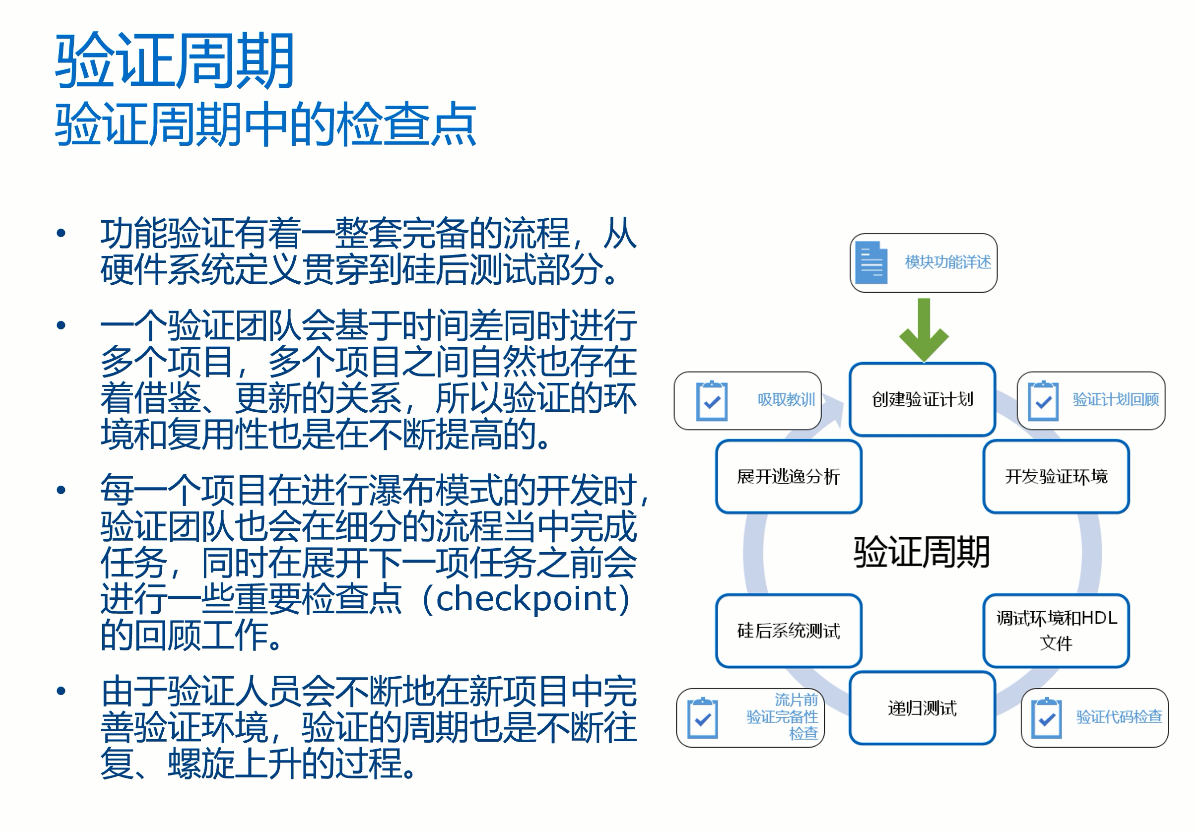 验证周期
验证周期中的检查点
• 功能验证有着一整套完备的流程，从
硬件系统定义贯穿到硅后测试部分。
• 一个验证团队会基于时间差同时进行
多个项目，多个项目之间自然也存在
着借鉴、更新的关系，所以验证的环
境和复用性也是在不断提高的。
• 每一个项目在进行瀑布模式的开发时，
验证团队也会在细分的流程当中完成
任务，同时在展开下一项任务之前会
进行一些重要检查点（checkpoint）
的回顾工作。
• 由于验证人员会不断地在新项目中完
善验证环境，验证的周期也是不断往
复、螺旋上升的过程。
模块功能详述
吸取教训
创建验证计划
验证计划回顾
展开逃逸分析
开发验证环境
验证周期
硅后系统测试
调试环境和HDL
文件
流片前
验证完备性
检查
递归测试
验证代码检查